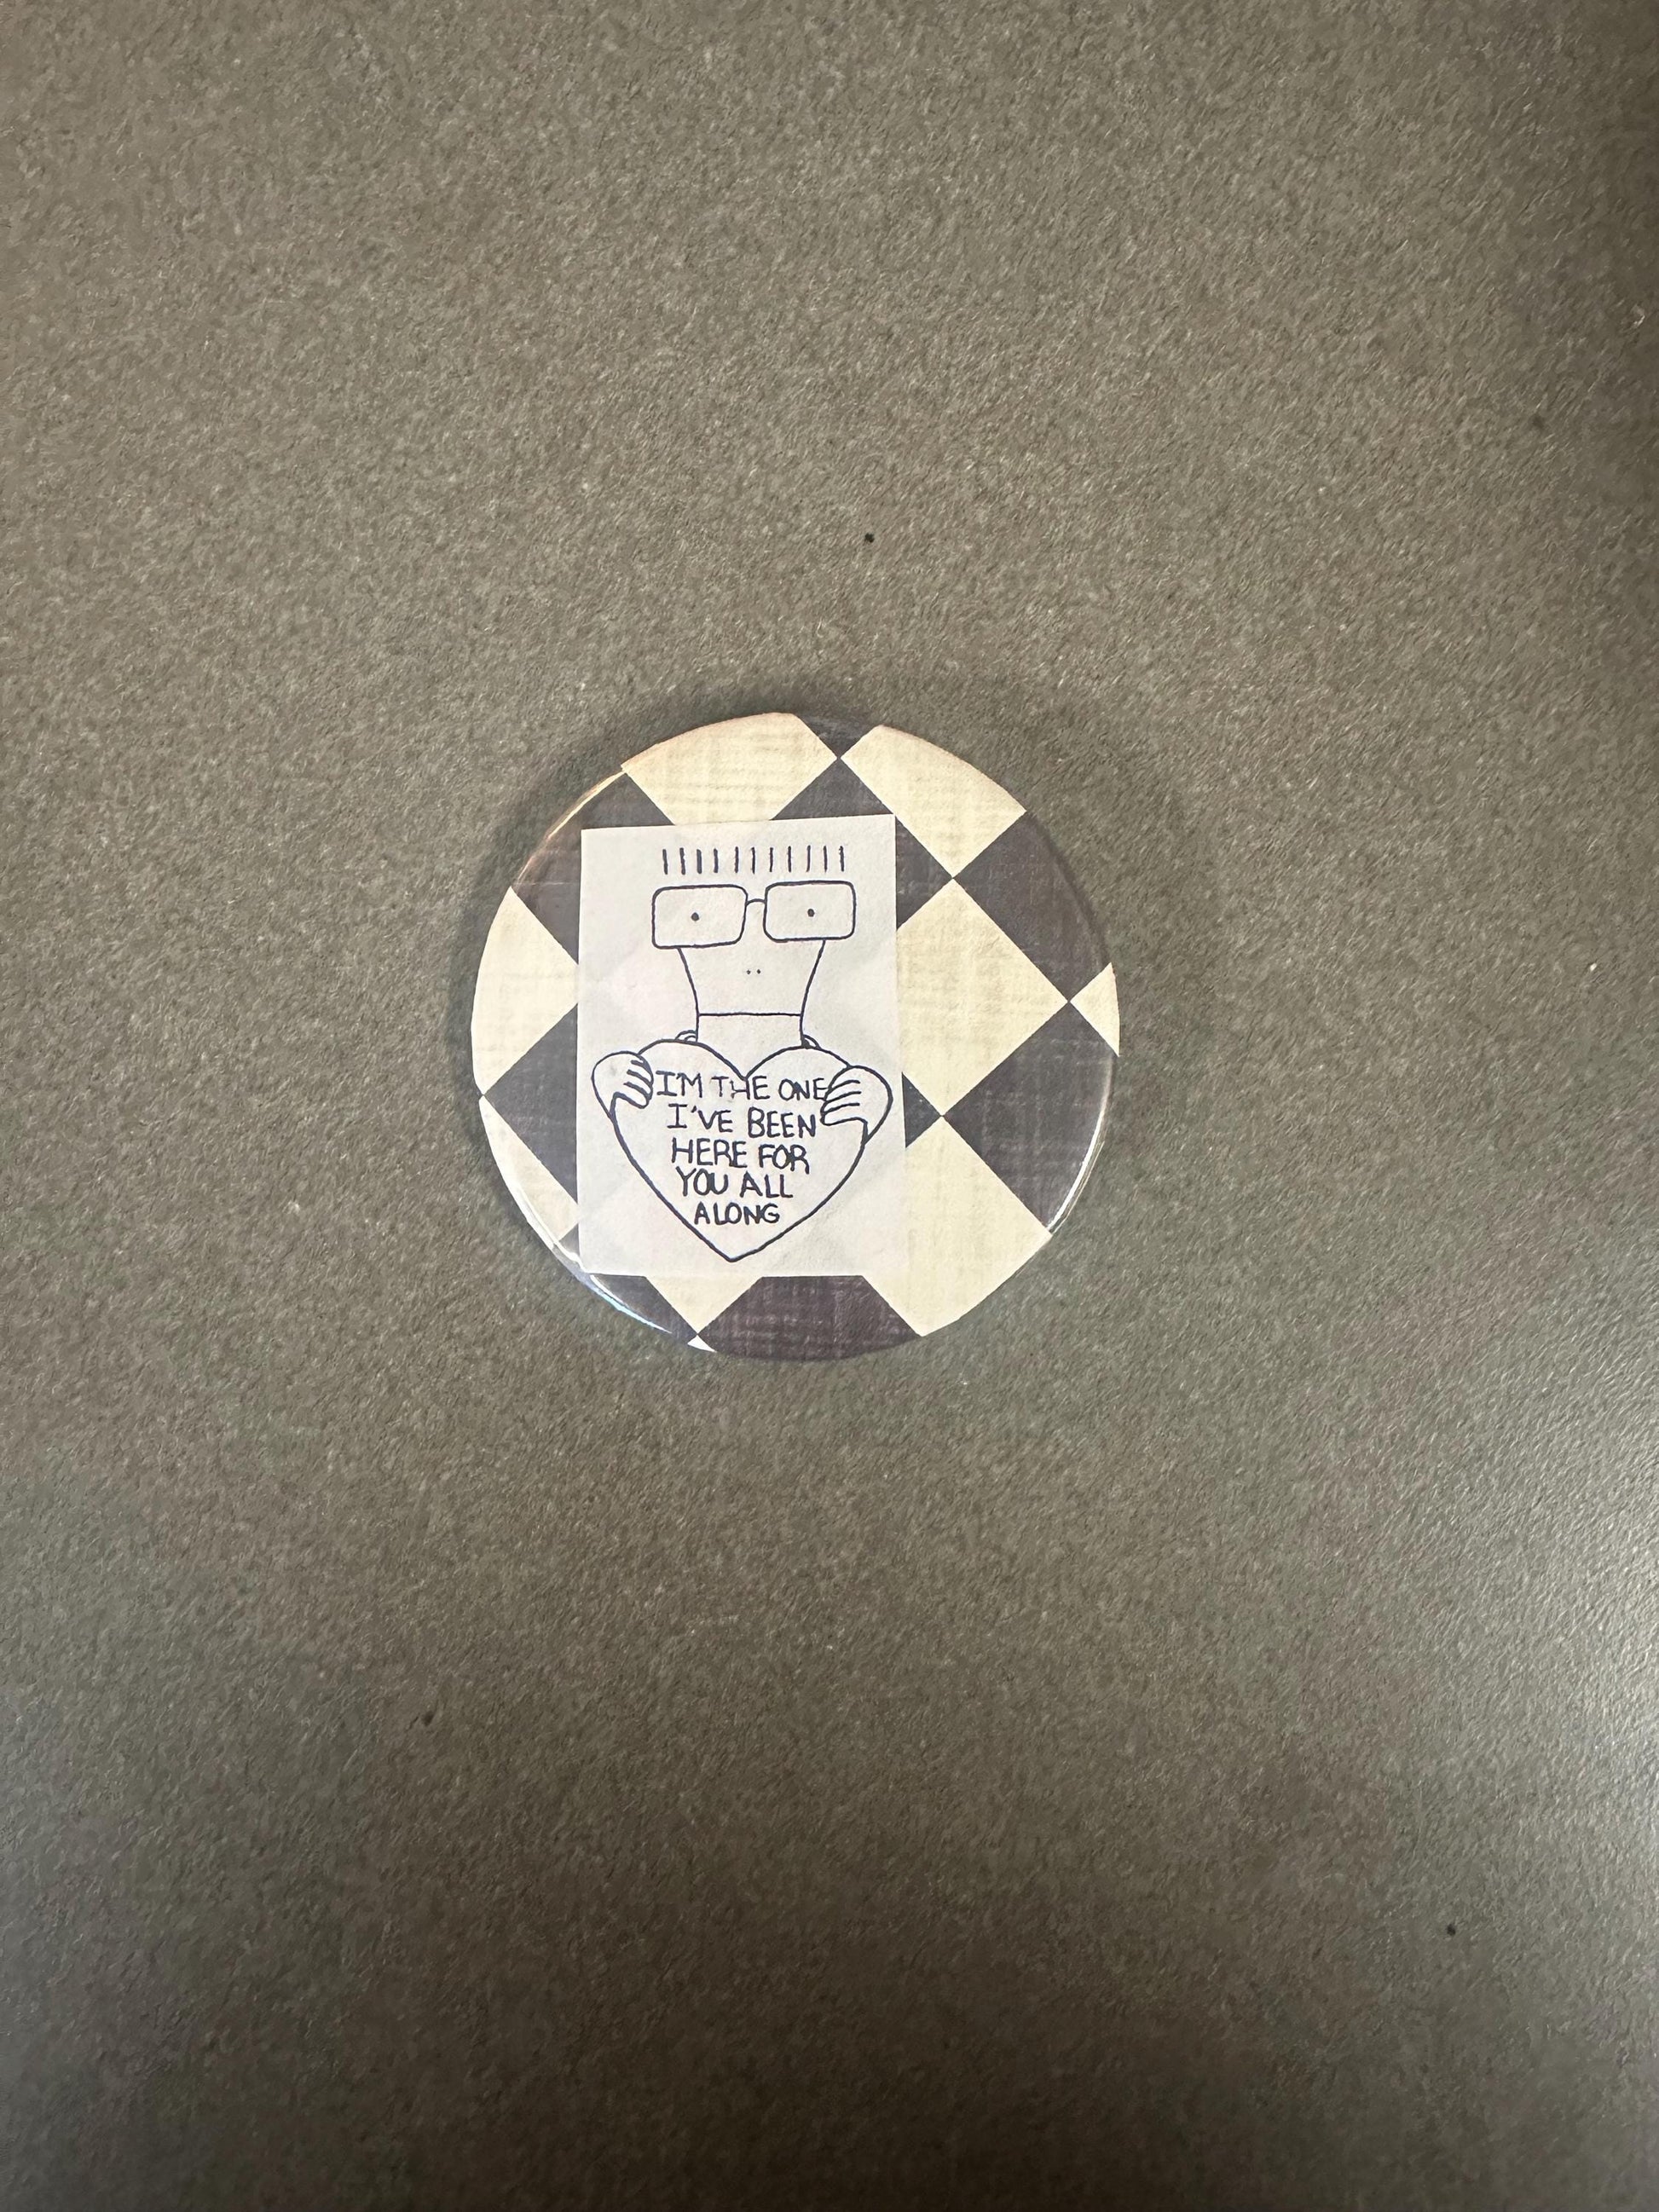 I'M THE ONE
I'VE BEEN
HERE FOR
YOU ALL
ALONG